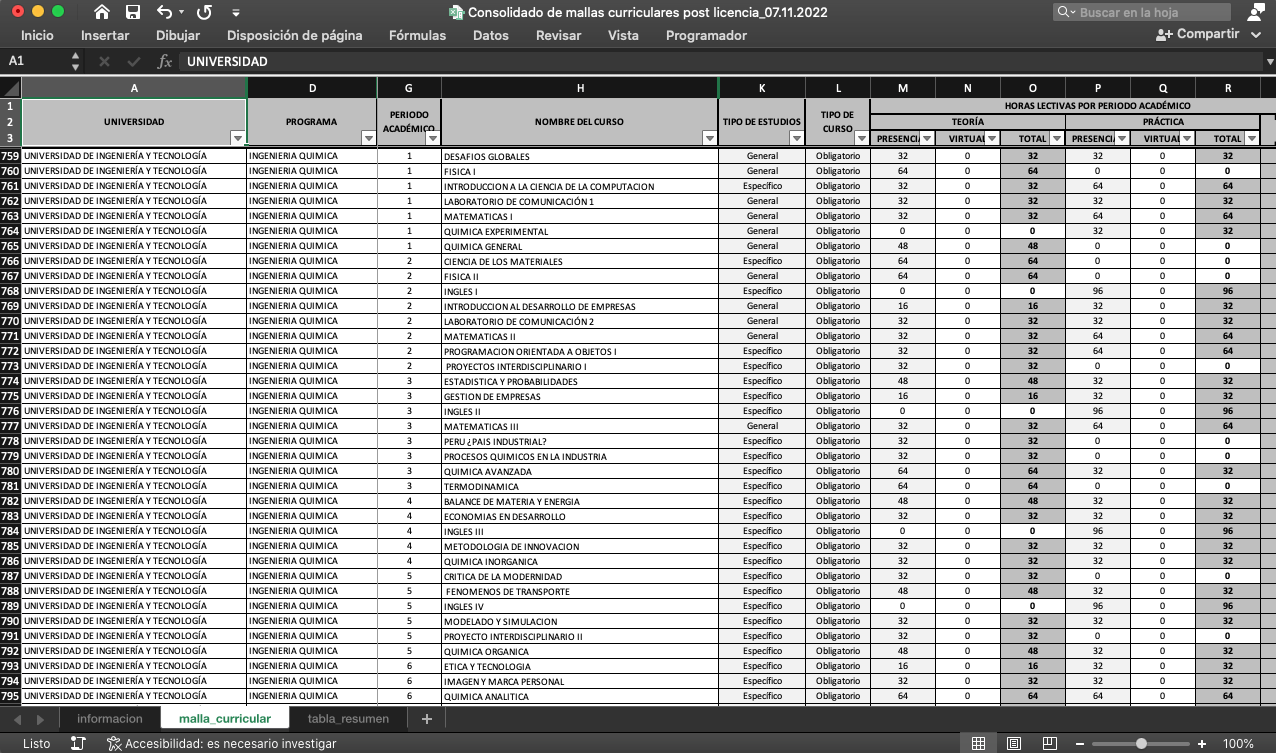 Consolidado de mallas curriculares post licencia_07.11.2022
Buscar en la hoja
Inicio Insertar Dibujar Disposición de página Fórmulas Datos Revisar Vista Programador Compartir
A1 fx UNIVERSIDAD
A D G H K L M N O P Q R
1 HORAS LECTIVAS POR PERIODO ACADÉMICO
2 UNIVERSIDAD PROGRAMA PERIODO ACADÉMICO NOMBRE DEL CURSO TIPO DE ESTUDIOS TIPO DE CURSO TEORÍA PRÁCTICA
3 PRESENCIA VIRTUAL TOTAL PRESENCIA VIRTUAL TOTAL
759 UNIVERSIDAD DE INGENIERÍA Y TECNOLOGÍA INGENIERIA QUIMICA 1 DESAFIOS GLOBALES General Obligatorio 32 0 32 32 0 32
760 UNIVERSIDAD DE INGENIERÍA Y TECNOLOGÍA INGENIERIA QUIMICA 1 FISICA I General Obligatorio 64 0 64 0 0 0
761 UNIVERSIDAD DE INGENIERÍA Y TECNOLOGÍA INGENIERIA QUIMICA 1 INTRODUCCION A LA CIENCIA DE LA COMPUTACION Específico Obligatorio 32 0 32 64 0 64
762 UNIVERSIDAD DE INGENIERÍA Y TECNOLOGÍA INGENIERIA QUIMICA 1 LABORATORIO DE COMUNICACIÓN 1 General Obligatorio 32 0 32 32 0 32
763 UNIVERSIDAD DE INGENIERÍA Y TECNOLOGÍA INGENIERIA QUIMICA 1 MATEMATICAS I General Obligatorio 32 0 32 64 0 64
764 UNIVERSIDAD DE INGENIERÍA Y TECNOLOGÍA INGENIERIA QUIMICA 1 QUIMICA EXPERIMENTAL General Obligatorio 0 0 0 32 0 32
765 UNIVERSIDAD DE INGENIERÍA Y TECNOLOGÍA INGENIERIA QUIMICA 1 QUIMICA GENERAL General Obligatorio 48 0 48 0 0 0
766 UNIVERSIDAD DE INGENIERÍA Y TECNOLOGÍA INGENIERIA QUIMICA 2 CIENCIA DE LOS MATERIALES Específico Obligatorio 64 0 64 0 0 0
767 UNIVERSIDAD DE INGENIERÍA Y TECNOLOGÍA INGENIERIA QUIMICA 2 FISICA II General Obligatorio 64 0 64 0 0 0
768 UNIVERSIDAD DE INGENIERÍA Y TECNOLOGÍA INGENIERIA QUIMICA 2 INGLES I Específico Obligatorio 0 0 0 96 0 96
769 UNIVERSIDAD DE INGENIERÍA Y TECNOLOGÍA INGENIERIA QUIMICA 2 INTRODUCCION AL DESARROLLO DE EMPRESAS General Obligatorio 16 0 16 32 0 32
770 UNIVERSIDAD DE INGENIERÍA Y TECNOLOGÍA INGENIERIA QUIMICA 2 LABORATORIO DE COMUNICACIÓN 2 General Obligatorio 32 0 32 32 0 32
771 UNIVERSIDAD DE INGENIERÍA Y TECNOLOGÍA INGENIERIA QUIMICA 2 MATEMATICAS II General Obligatorio 32 0 32 64 0 64
772 UNIVERSIDAD DE INGENIERÍA Y TECNOLOGÍA INGENIERIA QUIMICA 2 PROGRAMACION ORIENTADA A OBJETOS I Específico Obligatorio 32 0 32 64 0 64
773 UNIVERSIDAD DE INGENIERÍA Y TECNOLOGÍA INGENIERIA QUIMICA 2 PROYECTOS INTERDISCIPLINARIO I Específico Obligatorio 32 0 32 0 0 0
774 UNIVERSIDAD DE INGENIERÍA Y TECNOLOGÍA INGENIERIA QUIMICA 3 ESTADISTICA Y PROBABILIDADES Específico Obligatorio 48 0 48 32 0 32
775 UNIVERSIDAD DE INGENIERÍA Y TECNOLOGÍA INGENIERIA QUIMICA 3 GESTION DE EMPRESAS Específico Obligatorio 16 0 16 32 0 32
776 UNIVERSIDAD DE INGENIERÍA Y TECNOLOGÍA INGENIERIA QUIMICA 3 INGLES II Específico Obligatorio 0 0 0 96 0 96
777 UNIVERSIDAD DE INGENIERÍA Y TECNOLOGÍA INGENIERIA QUIMICA 3 MATEMATICAS III General Obligatorio 32 0 32 64 0 64
778 UNIVERSIDAD DE INGENIERÍA Y TECNOLOGÍA INGENIERIA QUIMICA 3 PERU ¿PAIS INDUSTRIAL? Específico Obligatorio 32 0 32 0 0 0
779 UNIVERSIDAD DE INGENIERÍA Y TECNOLOGÍA INGENIERIA QUIMICA 3 PROCESOS QUIMICOS EN LA INDUSTRIA Específico Obligatorio 32 0 32 0 0 0
780 UNIVERSIDAD DE INGENIERÍA Y TECNOLOGÍA INGENIERIA QUIMICA 3 QUIMICA AVANZADA Específico Obligatorio 64 0 64 32 0 32
781 UNIVERSIDAD DE INGENIERÍA Y TECNOLOGÍA INGENIERIA QUIMICA 3 TERMODINAMICA Específico Obligatorio 64 0 64 0 0 0
782 UNIVERSIDAD DE INGENIERÍA Y TECNOLOGÍA INGENIERIA QUIMICA 4 BALANCE DE MATERIA Y ENERGIA Específico Obligatorio 48 0 48 32 0 32
783 UNIVERSIDAD DE INGENIERÍA Y TECNOLOGÍA INGENIERIA QUIMICA 4 ECONOMIAS EN DESARROLLO Específico Obligatorio 32 0 32 32 0 32
784 UNIVERSIDAD DE INGENIERÍA Y TECNOLOGÍA INGENIERIA QUIMICA 4 INGLES III Específico Obligatorio 0 0 0 96 0 96
785 UNIVERSIDAD DE INGENIERÍA Y TECNOLOGÍA INGENIERIA QUIMICA 4 METODOLOGIA DE INNOVACION Específico Obligatorio 32 0 32 32 0 32
786 UNIVERSIDAD DE INGENIERÍA Y TECNOLOGÍA INGENIERIA QUIMICA 4 QUIMICA INORGANICA Específico Obligatorio 32 0 32 32 0 32
787 UNIVERSIDAD DE INGENIERÍA Y TECNOLOGÍA INGENIERIA QUIMICA 5 CRITICA DE LA MODERNIDAD Específico Obligatorio 32 0 32 0 0 0
788 UNIVERSIDAD DE INGENIERÍA Y TECNOLOGÍA INGENIERIA QUIMICA 5 FENOMENOS DE TRANSPORTE Específico Obligatorio 48 0 48 32 0 32
789 UNIVERSIDAD DE INGENIERÍA Y TECNOLOGÍA INGENIERIA QUIMICA 5 INGLES IV Específico Obligatorio 0 0 0 96 0 96
790 UNIVERSIDAD DE INGENIERÍA Y TECNOLOGÍA INGENIERIA QUIMICA 5 MODELADO Y SIMULACION Específico Obligatorio 32 0 32 32 0 32
791 UNIVERSIDAD DE INGENIERÍA Y TECNOLOGÍA INGENIERIA QUIMICA 5 PROYECTO INTERDISCIPLINARIO II Específico Obligatorio 32 0 32 0 0 0
792 UNIVERSIDAD DE INGENIERÍA Y TECNOLOGÍA INGENIERIA QUIMICA 5 QUIMICA ORGANICA Específico Obligatorio 48 0 48 32 0 32
793 UNIVERSIDAD DE INGENIERÍA Y TECNOLOGÍA INGENIERIA QUIMICA 6 ETICA Y TECNOLOGIA Específico Obligatorio 16 0 16 32 0 32
794 UNIVERSIDAD DE INGENIERÍA Y TECNOLOGÍA INGENIERIA QUIMICA 6 IMAGEN Y MARCA PERSONAL Específico Obligatorio 32 0 32 32 0 32
795 UNIVERSIDAD DE INGENIERÍA Y TECNOLOGÍA INGENIERIA QUIMICA 6 QUIMICA ANALITICA Específico Obligatorio 64 0 64 64 0 64
informacion malla_curricular tabla_resumen +
Listo Accesibilidad: es necesario investigar 100%